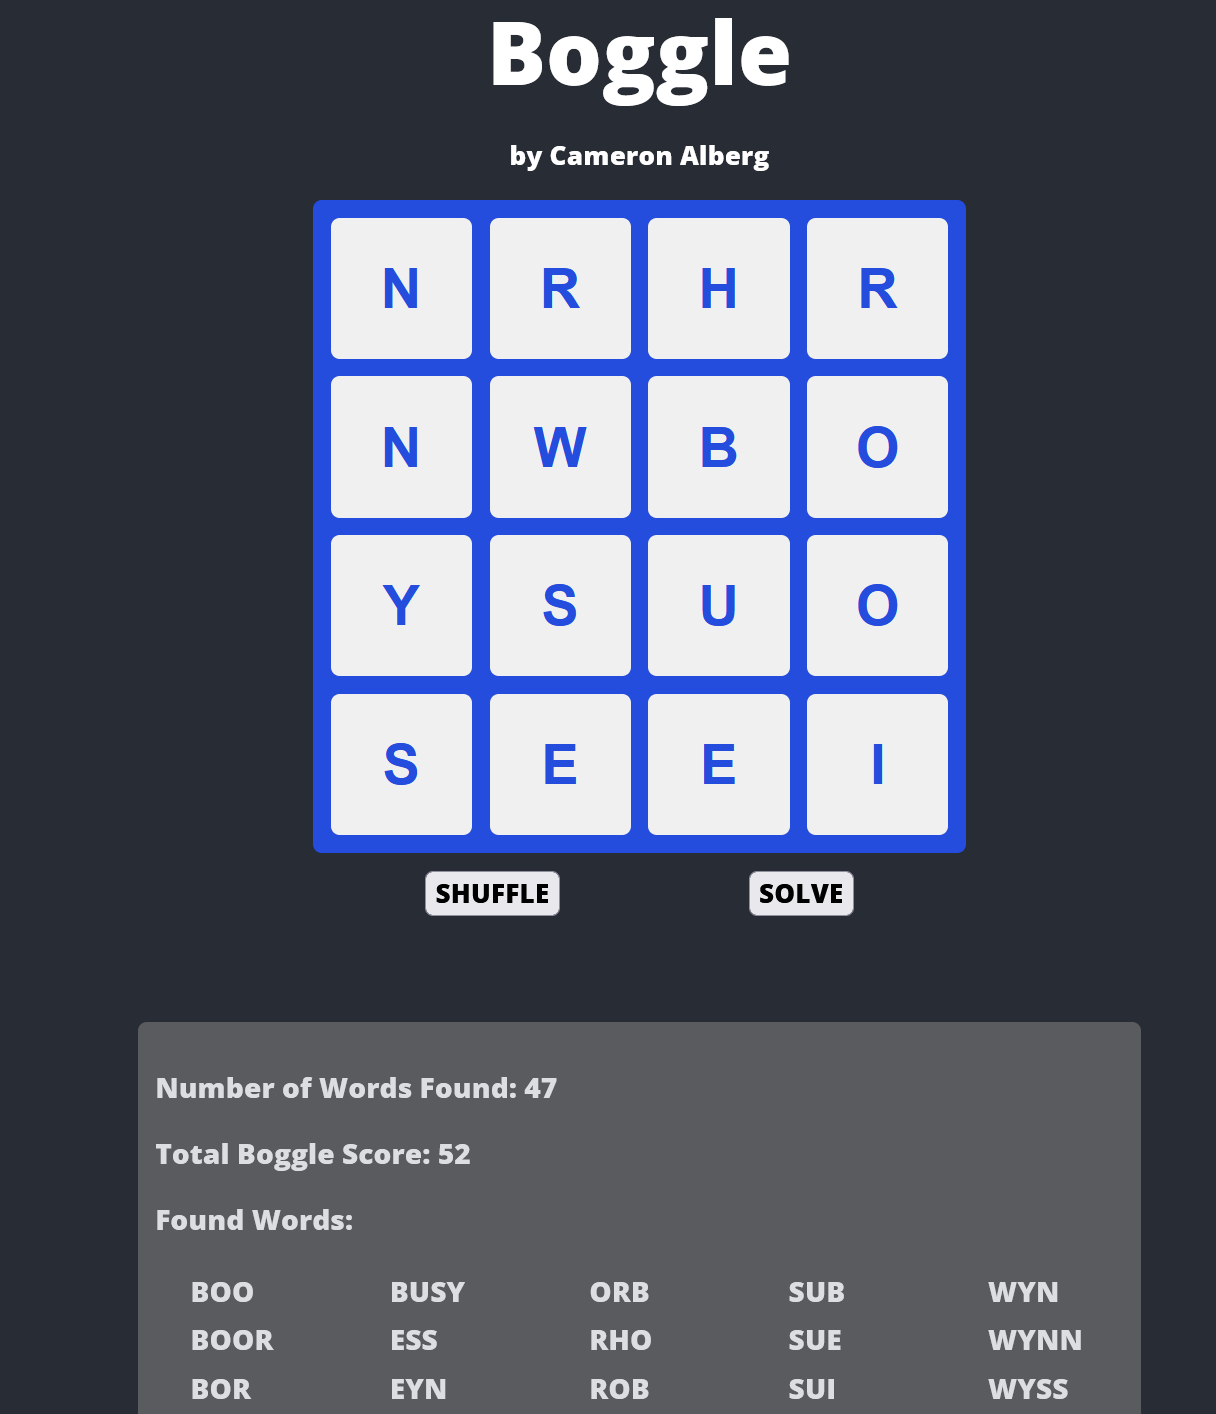 Boggle
by Cameron Alberg
N R H R
N W B O
Y S U O
S E E I
SHUFFLE SOLVE
Number of Words Found: 47
Total Boggle Score: 52
Found Words:
BOO BUSY ORB SUB WYN
BOOR ESS RHO SUE WYNN
BOR EYN ROB SUI WYSS